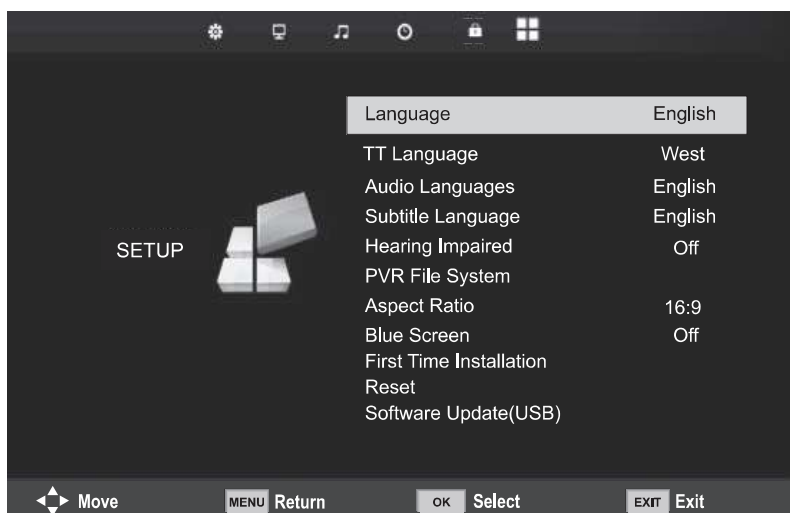 Language English
TT Language West
Audio Languages English
Subtitle Language English
SETUP Hearing Impaired Off
PVR File System
Aspect Ratio 16:9
Blue Screen Off
First Time Installation
Reset
Software Update(USB)
Move MENU Return OK Select EXIT Exit